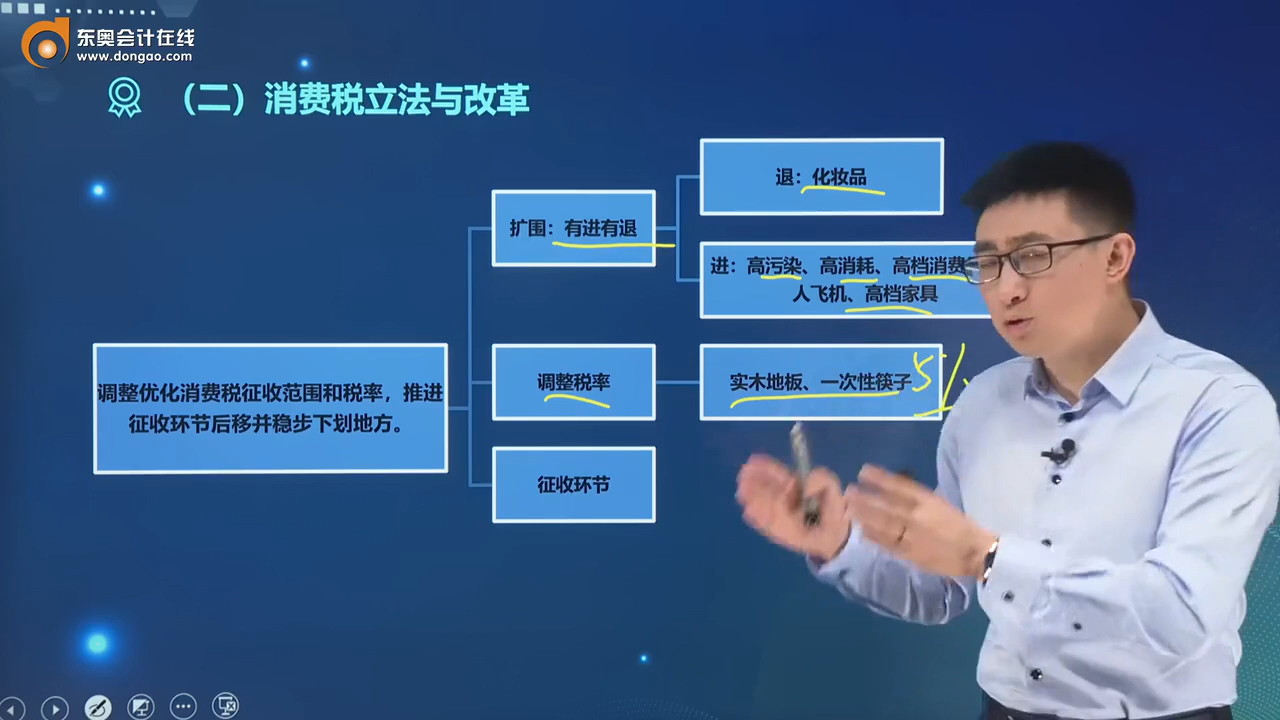 东奥会计在线
www.dongao.com
（二）消费税立法与改革
退：化妆品
扩围：有进有退
进：高污染、高消耗、高档消费
人飞机、高档家具
调整优化消费税征收范围和税率，推进
征收环节后移并稳步下划地方。
调整税率
实木地板、一次性筷子
5%
征收环节